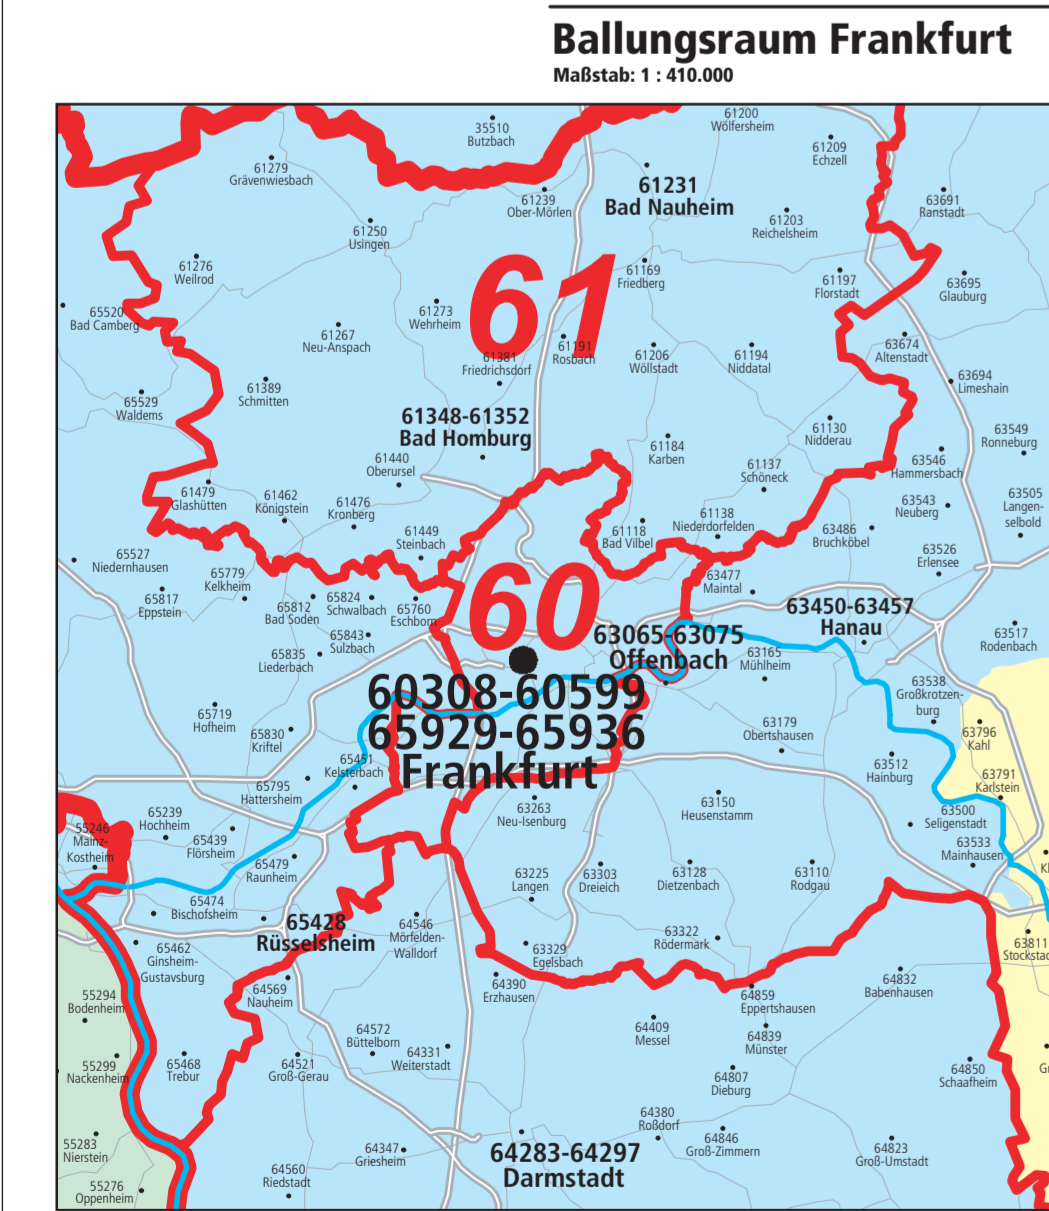 Ballungsraum Frankfurt
Maßstab: 1 : 410.000
61200
Wölfersheim
35510
Butzbach
61209
Echzell
61279
Grävenwiesbach
61231
Bad Nauheim
61239
Ober-Mörlen
63691
Ranstadt
61203
Reichelsheim
61250
Usingen
61276
Weilrod
61
61169
Friedberg
61197
Florstadt
63695
Glauburg
65520
Bad Camberg
61273
Wehrheim
61267
Neu-Anspach
61191
Rosbach
61206
Wöllstadt
61194
Niddatal
63674
Altenstadt
61381
Friedrichsdorf
63694
Limeshain
61389
Schmitten
65529
Waldems
61348-61352
Bad Homburg
61130
Nidderau
63549
Ronneburg
61184
Karben
61440
Oberursel
61137
Schöneck
63546
Hammersbach
61479
Glashütten
61462
Königstein
61476
Kronberg
63543
Neuberg
63505
Langen-
selbold
61138
Niederdorfelden
61118
Bad Vilbel
61449
Steinbach
63486
Bruchköbel
63526
Erlensee
65527
Niedernhausen
65779
Kelkheim
63477
Maintal
60
65817
Eppstein
65812
Bad Soden
65824
Schwalbach
65760
Eschborn
63450-63457
Hanau
63065-63075
Offenbach
63517
Rodenbach
65843
Sulzbach
65835
Liederbach
63165
Mühlheim
63538
Großkrotzen-
burg
60308-60599
65929-65936
Frankfurt
65719
Hofheim
65830
Kriftel
63179
Obertshausen
63796
Kahl
65451
Kelsterbach
63512
Hainburg
63791
Karlstein
65795
Hattersheim
63263
Neu-Isenburg
63150
Heusenstamm
63500
Seligenstadt
65239
Hochheim
55246
Mainz-
Kostheim
65439
Flörsheim
63533
Mainhausen
65479
Raunheim
63225
Langen
63303
Dreieich
63128
Dietzenbach
63110
Rodgau
65474
Bischofsheim
65428
Rüsselsheim
64546
Mörfelden-
Walldorf
63322
Rödermark
63811
Stockstad
65462
Ginsheim-
Gustavsburg
63329
Egelsbach
64390
Erzhausen
64569
Nauheim
64832
Babenhausen
55294
Bodenheim
64859
Eppertshausen
64409
Messel
64839
Münster
64572
Büttelborn
64331
Weiterstadt
55299
Nackenheim
65468
Trebur
64521
Groß-Gerau
64807
Dieburg
64850
Schaafheim
64380
Roßdorf
64846
Groß-Zimmern
55283
Nierstein
64347
Griesheim
64283-64297
Darmstadt
64823
Groß-Umstadt
64560
Riedstadt
55276
Oppenheim